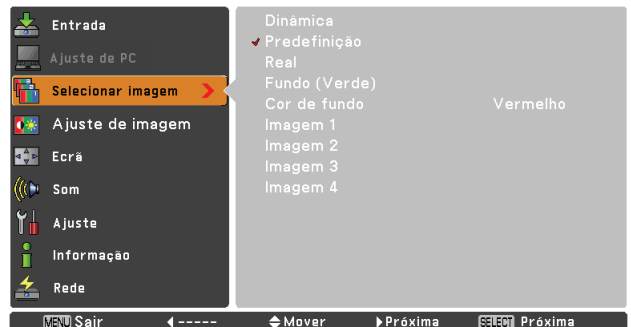 Entrada
Ajuste de PC
Selecionar imagem
Ajuste de imagem
Ecrã
Som
Ajuste
Informação
Rede
Dinâmica
Predefinição
Real
Fundo (Verde)
Cor de fundo Vermelho
Imagem 1
Imagem 2
Imagem 3
Imagem 4
MENU Sair ----- Mover Próxima SELECT Próxima